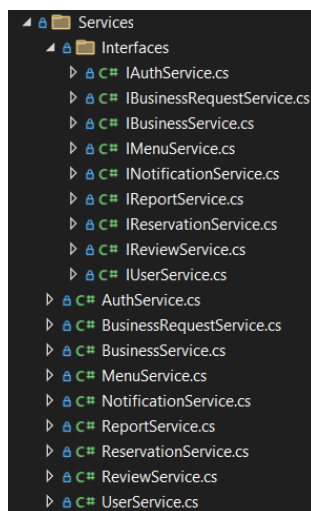 Services
Interfaces
C# IAuthService.cs
C# IBusinessRequestService.cs
C# IBusinessService.cs
C# IMenuService.cs
C# INotificationService.cs
C# IReportService.cs
C# IReservationService.cs
C# IReviewService.cs
C# IUserService.cs
C# AuthService.cs
C# BusinessRequestService.cs
C# BusinessService.cs
C# MenuService.cs
C# NotificationService.cs
C# ReportService.cs
C# ReservationService.cs
C# ReviewService.cs
C# UserService.cs